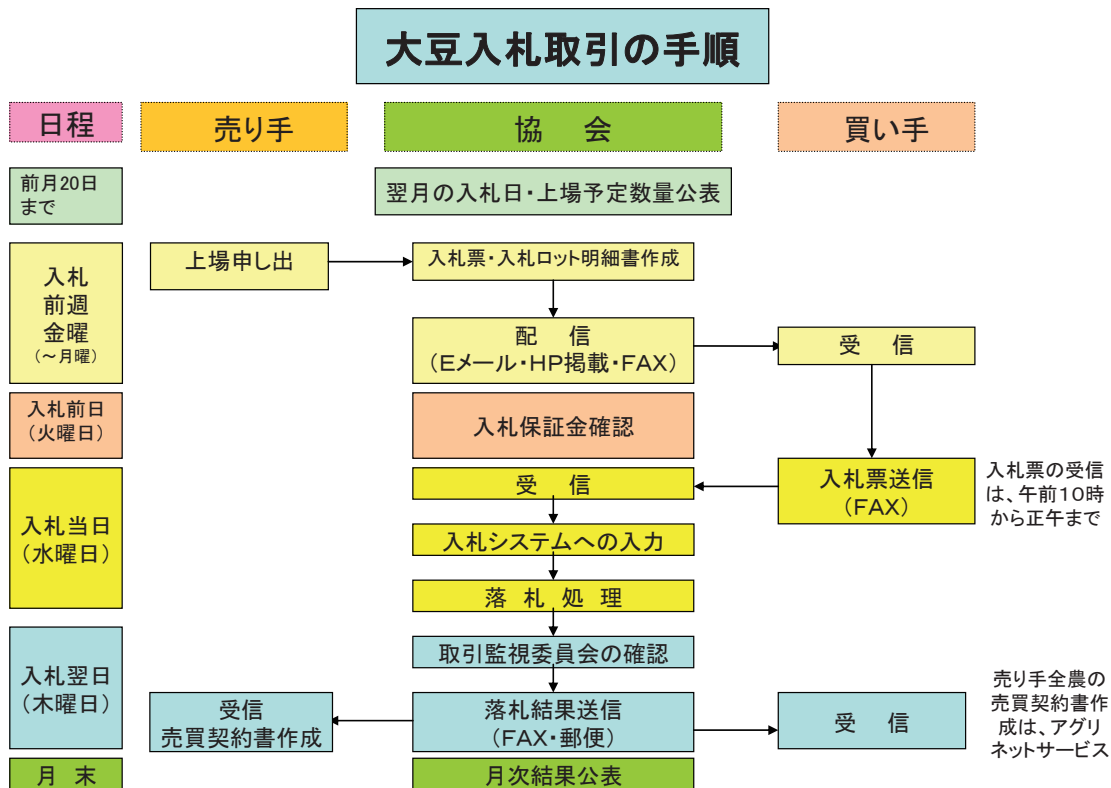 大豆入札取引の手順
日程
売り手
協　会
買い手
前月20日
まで
翌月の入札日・上場予定数量公表
入札
前週
金曜
(～月曜)
上場申し出
入札票・入札ロット明細書作成
配　信
(Eメール・HP掲載・FAX)
受　信
入札前日
(火曜日)
入札保証金確認
入札当日
(水曜日)
受　信
入札票送信
(FAX)
入札票の受信
は、午前10時
から正午まで
入札システムへの入力
落 札 処 理
入札翌日
(木曜日)
取引監視委員会の確認
受信
売買契約書作成
落札結果送信
(FAX・郵便)
受　信
売り手全農の
売買契約書作
成は、アグリ
ネットサービス
月　末
月次結果公表